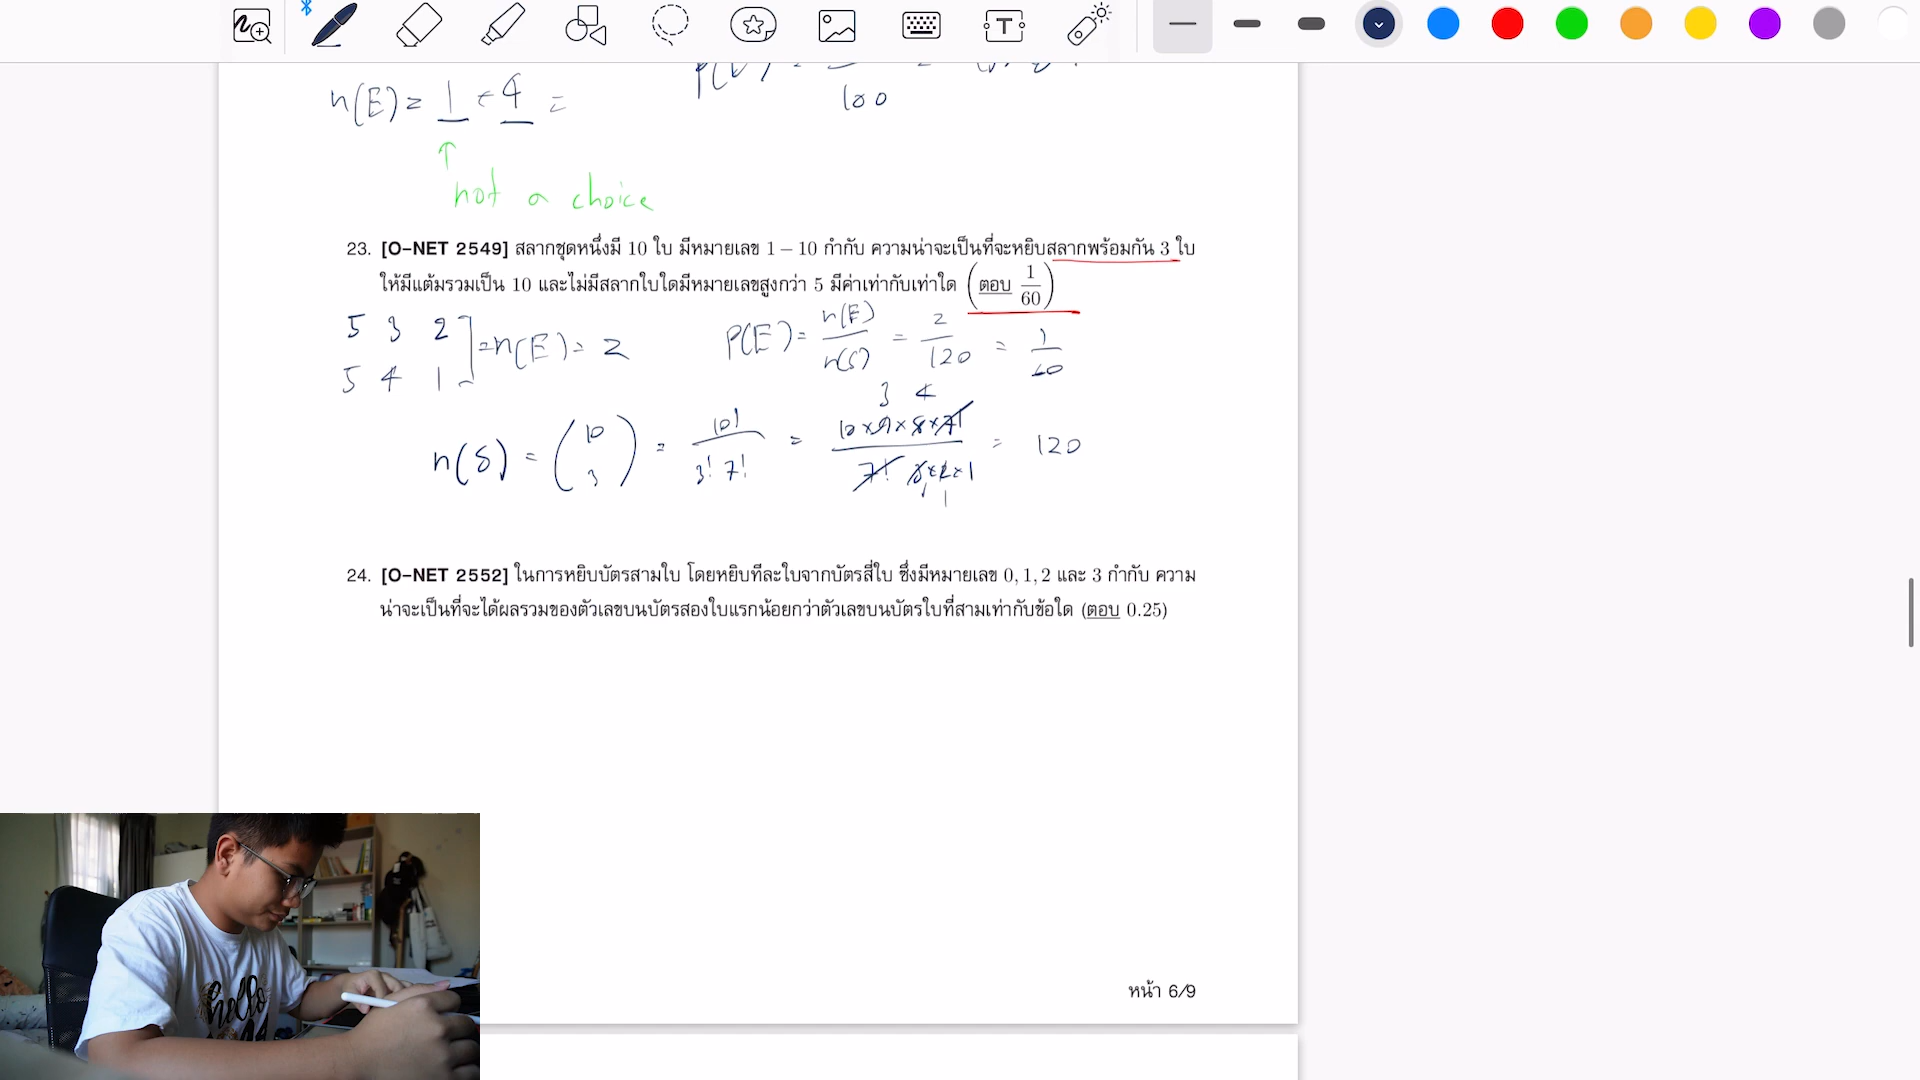 n(E) = 1 + 4 =
100
↑
not a choice
23. [O-NET 2549] สลากชุดหนึ่งมี 10 ใบ มีหมายเลข 1 – 10 กำกับ ความน่าจะเป็นที่จะหยิบสลากพร้อมกัน 3 ใบ
ให้มีแต้มรวมเป็น 10 และไม่มีสลากใบใดมีหมายเลขสูงกว่า 5 มีค่าเท่ากับเท่าใด (ตอบ 1/60)
5 3 2
5 4 1
= n(E) = 2
P(E) = n(E)/n(S) = 2/120 = 1/60
3 4
n(S) = (10 3) = 10!/3! 7! = 10×9×8×7!/7! 3×2×1 = 120
1 1
24. [O-NET 2552] ในการหยิบบัตรสามใบ โดยหยิบทีละใบจากบัตรสี่ใบ ซึ่งมีหมายเลข 0, 1, 2 และ 3 กำกับ ความ
น่าจะเป็นที่จะได้ผลรวมของตัวเลขบนบัตรสองใบแรกน้อยกว่าตัวเลขบนบัตรใบที่สามเท่ากับข้อใด (ตอบ 0.25)
หน้า 6/9
hello